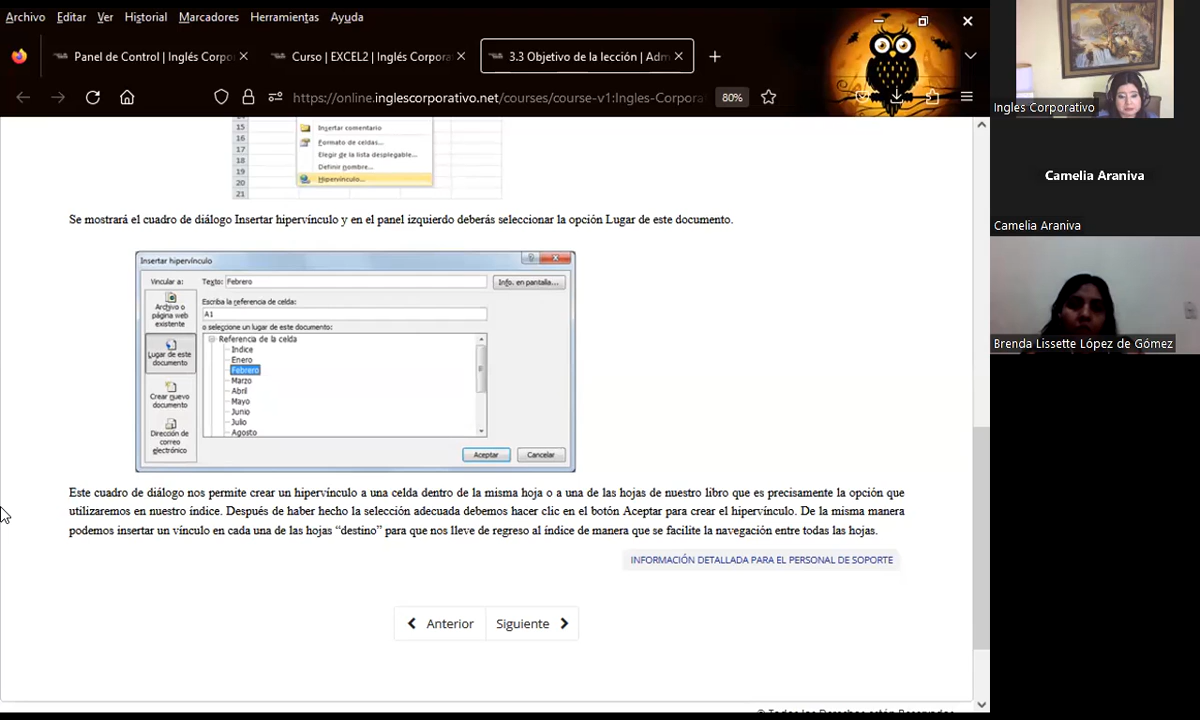 Archivo Editar Ver Historial Marcadores Herramientas Ayuda
Panel de Control | Inglés Corpo
Curso | EXCEL2 | Inglés Corpora
3.3 Objetivo de la lección | Adm
https://online.inglescorporativo.net/courses/course-v1:Ingles-Corpora
80%
15
16
17
18
19
20
21
Insertar comentario
Formato de celdas...
Elegir de la lista desplegable...
Definir nombre...
Hipervínculo...
Se mostrará el cuadro de diálogo Insertar hipervínculo y en el panel izquierdo deberás seleccionar la opción Lugar de este documento.
Insertar hipervínculo
Vincular a:
Texto: Febrero
Info. en pantalla...
Archivo o
página web
existente
Lugar de este
documento
Crear nuevo
documento
Dirección de
correo
electrónico
Escriba la referencia de celda:
A1
o seleccione un lugar de este documento:
Referencia de la celda
Indice
Enero
Febrero
Marzo
Abril
Mayo
Junio
Julio
Agosto
Aceptar
Cancelar
Este cuadro de diálogo nos permite crear un hipervínculo a una celda dentro de la misma hoja o a una de las hojas de nuestro libro que es precisamente la opción que
utilizaremos en nuestro índice. Después de haber hecho la selección adecuada debemos hacer clic en el botón Aceptar para crear el hipervínculo. De la misma manera
podemos insertar un vínculo en cada una de las hojas “destino” para que nos lleve de regreso al índice de manera que se facilite la navegación entre todas las hojas.
INFORMACIÓN DETALLADA PARA EL PERSONAL DE SOPORTE
Anterior
Siguiente
Ingles Corporativo
Camelia Araniva
Camelia Araniva
Brenda Lissette López de Gómez